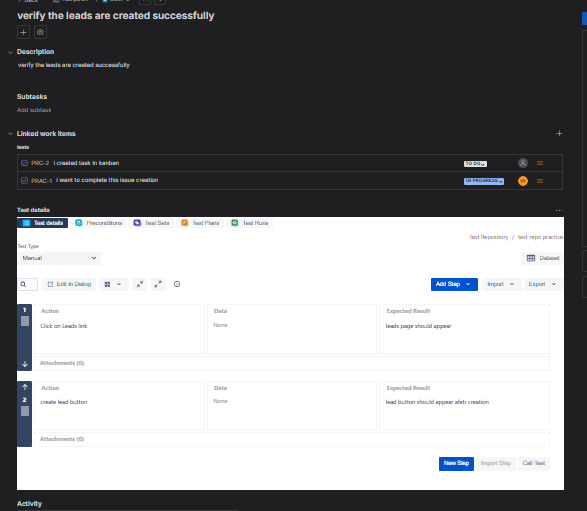 Back
verify the leads are created successfully
Description
verify the leads are created successfully
Subtasks
Add subtask
Linked work items
tests
PRC-2 i created task in kanban TO DO
PRAC-1 i want to complete this issue creation IN PROGRESS
Test details
Test details Preconditions Test Sets Test Plans Test Runs
Test Repository / test repo practice
Test Type
Manual
Dataset
Edit in Dialog Add Step Import Export
1 Action Data Expected Result
Click on Leads link None leads page should appear
Attachments (0)
2 Action Data Expected Result
create lead button None lead button should appear afetr creation
Attachments (0)
New Step Import Step Call Test
Activity